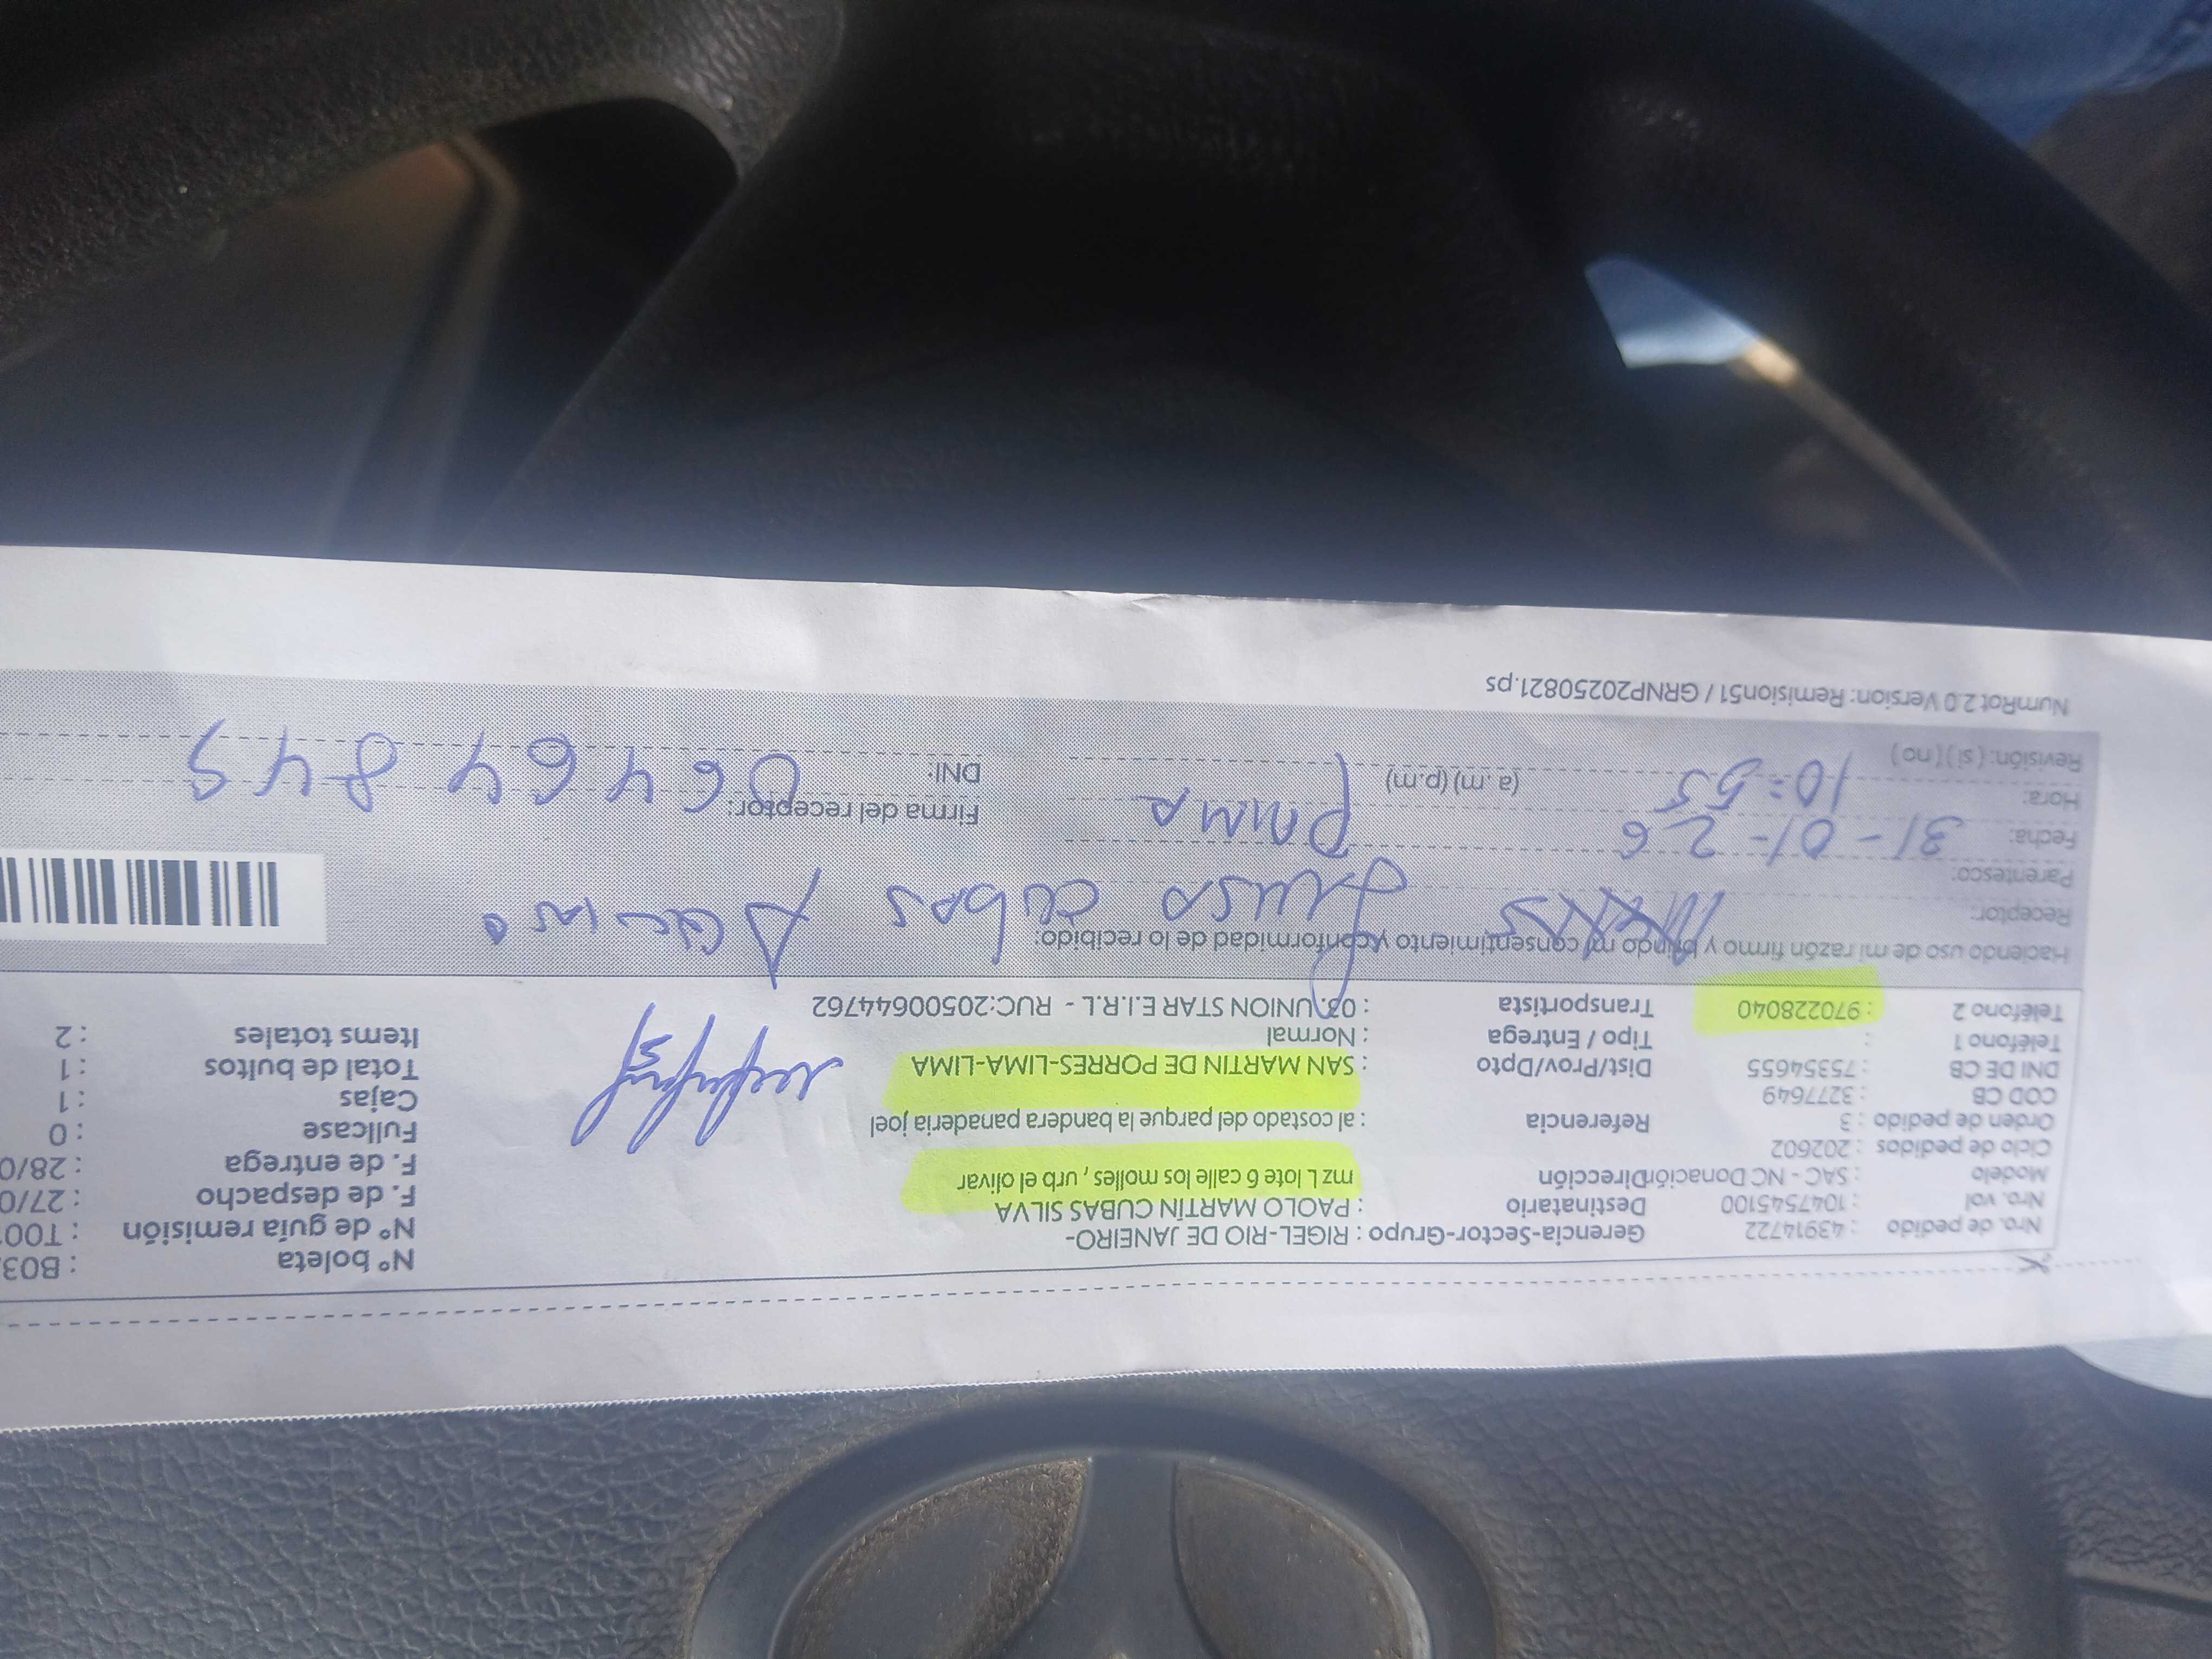 Nro. de pedido : 43914722 Gerencia-Sector-Grupo : RIGEL-RIO DE JANEIRO- N° boleta : B03
Nro. vol : 1047545100 Destinatario : PAOLO MARTÍN CUBAS SILVA N° de guía remisión : T00
Modelo : SAC - NC Donación Dirección mz L lote 6 calle los molles , urb el olivar F. de despacho : 27/0
Ciclo de pedidos : 202602 F. de entrega : 28/0
Orden de pedido : 3 Referencia : al costado del parque la bandera panaderia joel Fullcase : 0
COD CB : 3277649 Cajas : 1
DNI DE CB : 75354655 Dist/Prov/Dpto : SAN MARTIN DE PORRES-LIMA-LIMA Total de bultos : 1
Teléfono 1 : Tipo / Entrega : Normal Items totales : 2
Teléfono 2 : 970228040 Transportista : 03. UNION STAR E.I.R.L - RUC:20500644762
Haciendo uso de mi razón firmo y brindo mi consentimiento y conformidad de lo recibido:
Receptor: cubas
Parentesco:
Fecha: 31-01-26 Firma del receptor:
Hora: 10:55 (a.m) (p.m) DNI: 06464849
Revisión: ( si ) ( no )
NumRot 2.0 Version: Remision51 / GRNP20250821.ps